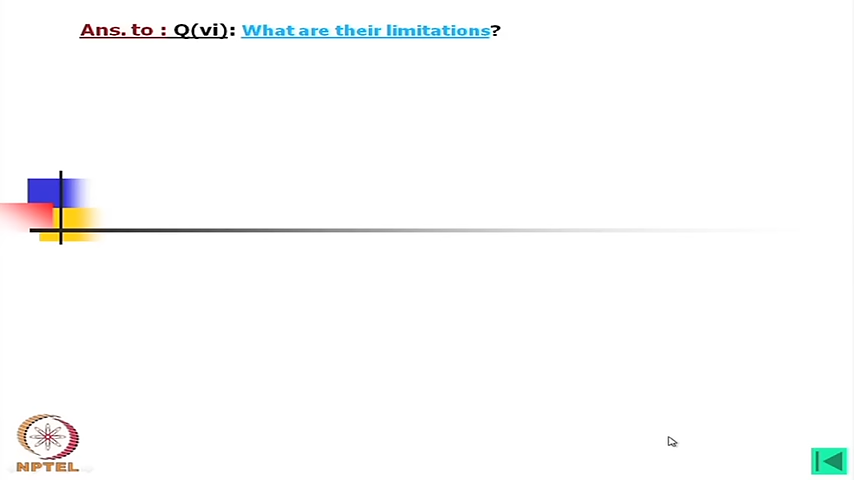 Ans. to : Q(vi): What are their limitations?
NPTEL